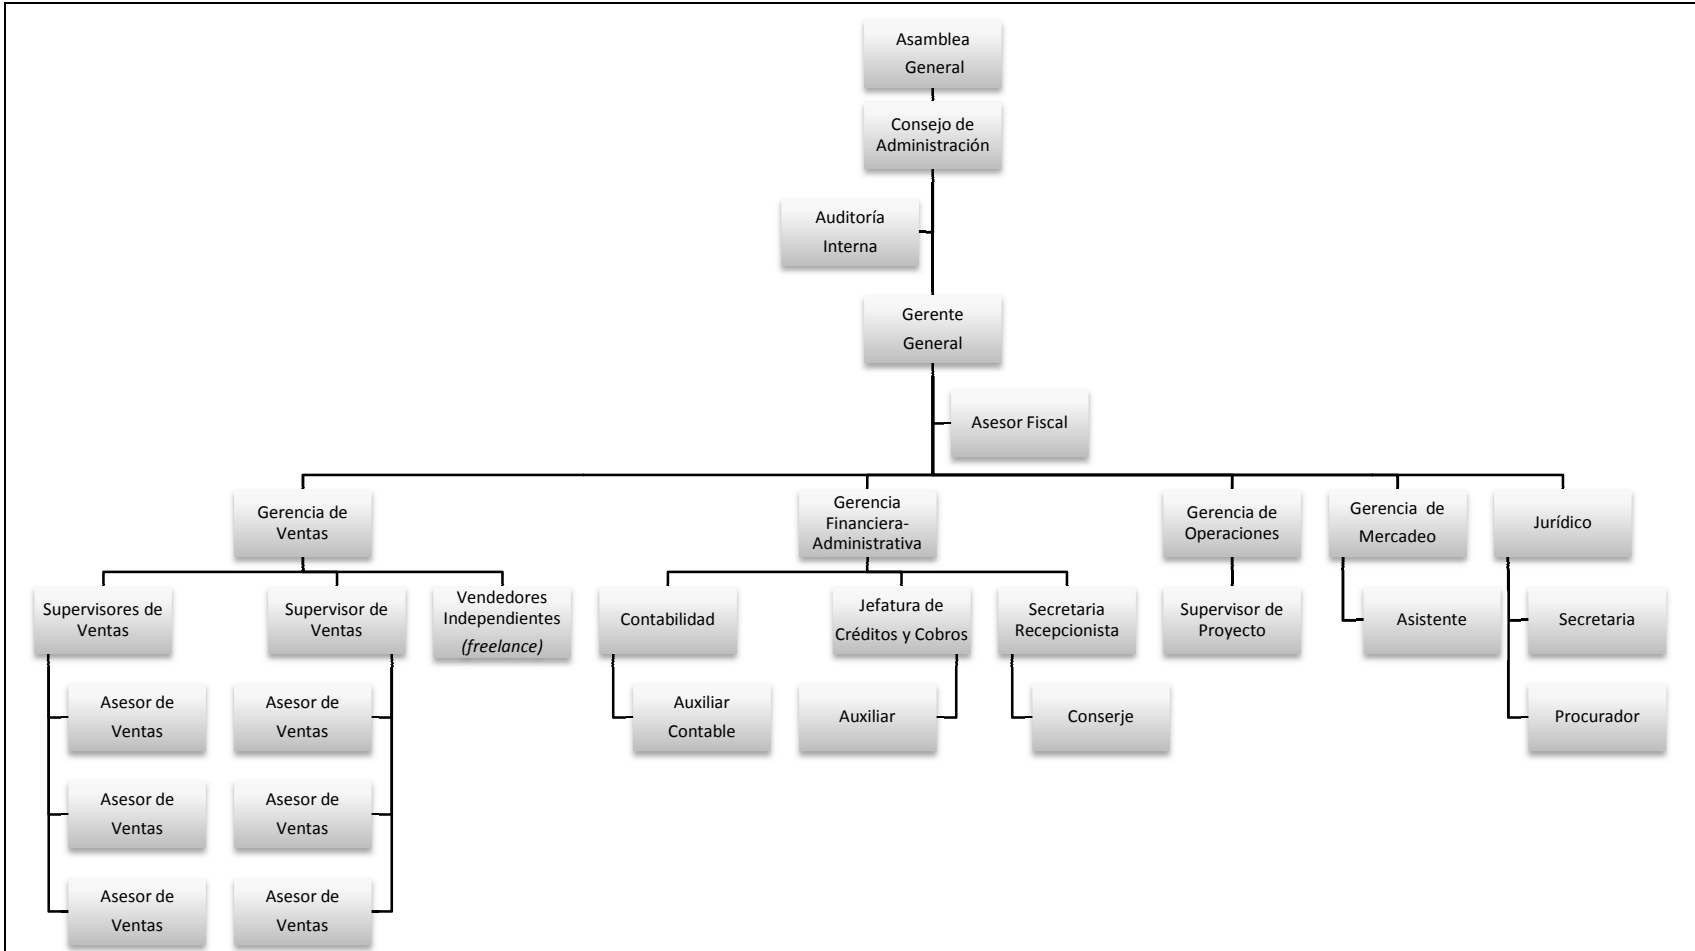 Asamblea
General
Consejo de
Administración
Auditoría
Interna
Gerente
General
Asesor Fiscal
Gerencia de
Ventas
Gerencia
Financiera-
Administrativa
Gerencia de
Operaciones
Gerencia de
Mercadeo
Jurídico
Supervisores de
Ventas
Supervisor de
Ventas
Vendedores
Independientes
(freelance)
Contabilidad
Jefatura de
Créditos y Cobros
Secretaria
Recepcionista
Supervisor de
Proyecto
Asistente
Secretaria
Asesor de
Ventas
Asesor de
Ventas
Auxiliar
Contable
Auxiliar
Conserje
Procurador
Asesor de
Ventas
Asesor de
Ventas
Asesor de
Ventas
Asesor de
Ventas